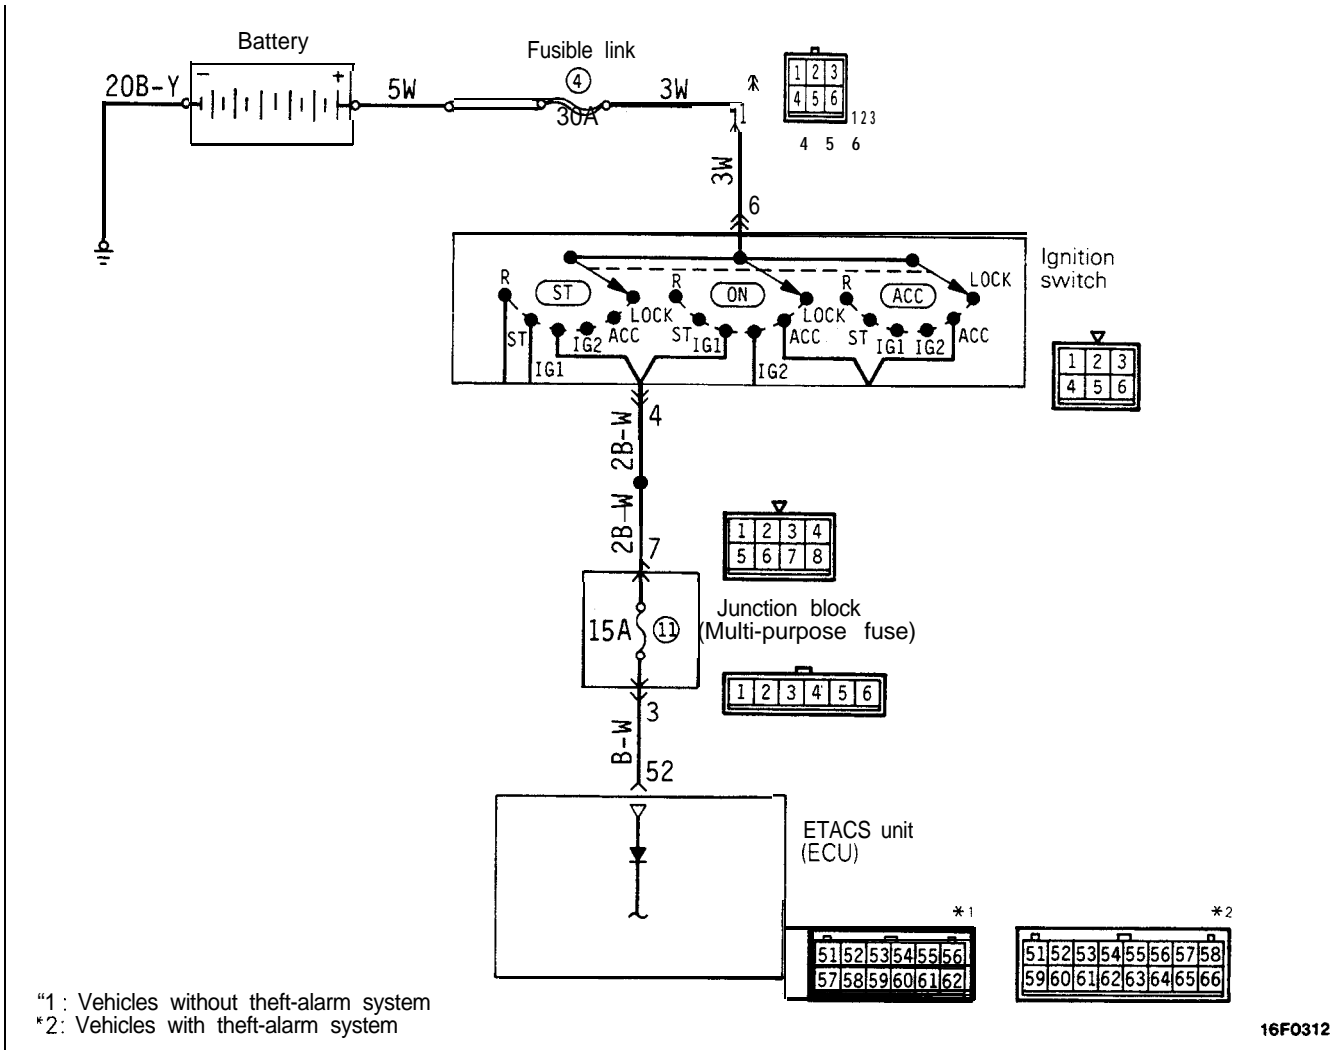 Battery
Fusible link
20B-Y
-
+
5W
4
30A
3W
1
1 2 3
4 5 6
1 2 3
4 5 6
3W
6
Ignition
switch
R
ST
LOCK
R
ON
LOCK
R
ACC
LOCK
ST
IG1
IG2
ACC
ST
IG1
IG2
ACC
ST
IG1
IG2
ACC
1 2 3
4 5 6
4
2B-W
2B-W
7
1 2 3 4
5 6 7 8
15A
11
Junction block
(Multi-purpose fuse)
1 2 3 4 5 6
3
B-W
52
ETACS unit
(ECU)
*1
*2
51 52 53 54 55 56
57 58 59 60 61 62
51 52 53 54 55 56 57 58
59 60 61 62 63 64 65 66
“1: Vehicles without theft-alarm system
*2: Vehicles with theft-alarm system
16F0312